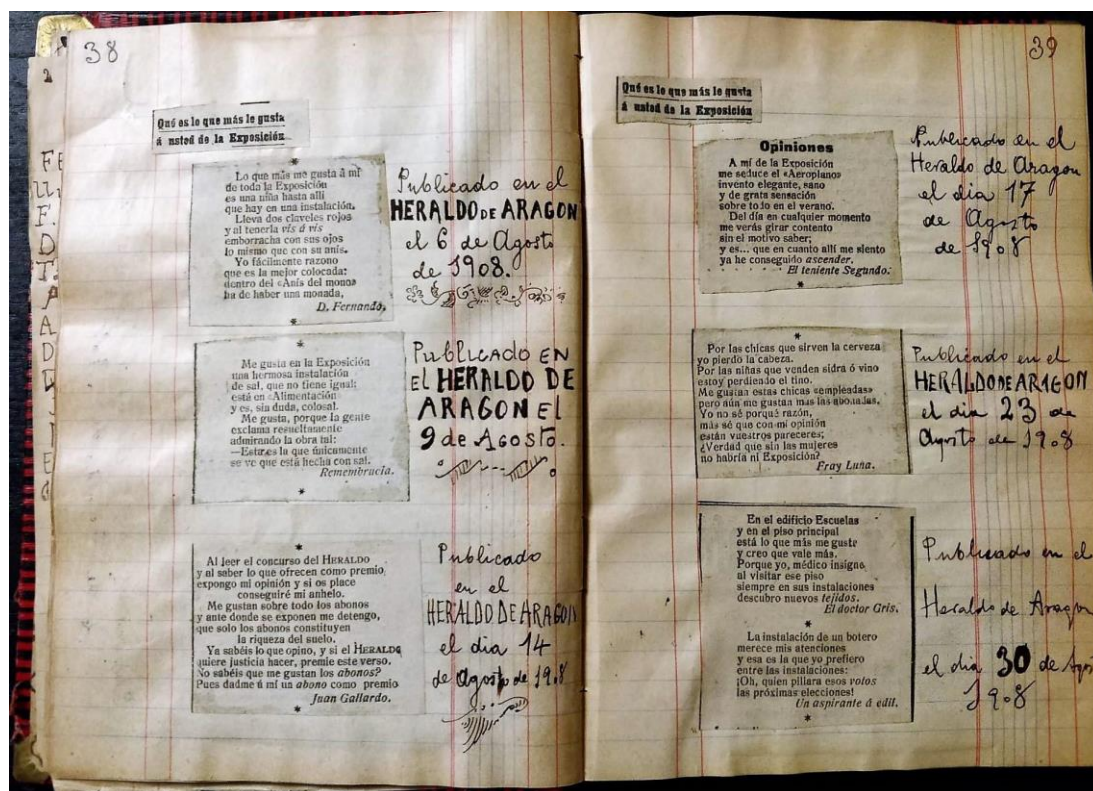 38
Qué es lo que más le gusta
á usted de la Exposición
*
Lo que más me gusta á mí
de toda la Exposición
es una niña hasta allí
que hay en una instalación.
Lleva dos claveles rojos
y al tenerla vis á vis
emborracha con sus ojos
lo mismo que con su anís.
Yo fácilmente razono
que es la mejor colocada:
dentro del «Anís del mono»
ha de haber una monada,
D. Fernando,
*
Publicado en el
HERALDO DE ARAGON
el 6 de Agosto
de 1908.
Me gusta en la Exposición
una hermosa instalación
de sal, que no tiene igual:
está en «Alimentación»
y es, sin duda, colosal.
Me gusta, porque la gente
exclama resueltamente
admirando la obra tal:
—Esta es la que únicamente
se ve que está hecha con sal.
Remembracia.
*
PUBLICADO EN
EL HERALDO DE
ARAGON EL
9 de AGOSTO.
*
Al leer el concurso del HERALDO
y al saber lo que ofrecen como premio,
expongo mi opinión y si os place
conseguiré mi anhelo.
Me gustan sobre todo los abonos
y ante donde se exponen me detengo,
que solo los abonos constituyen
la riqueza del suelo.
Ya sabéis lo que opino, y si el HERALDO
quiere justicia hacer, premie este verso.
No sabéis que me gustan los abonos?
Pues dadme á mí un abono como premio
Juan Gallardo.
*
Publicado
en el
HERALDO DE ARAGON
el dia 14
de Agosto de 1908
39
Qué es lo que más le gusta
á usted de la Exposición
Opiniones
A mí de la Exposición
me seduce el «Aeroplano»
invento elegante, sano
y de grata sensación
sobre todo en el verano.
Del día en cualquier momento
me verás girar contento
sin el motivo saber;
y es... que en cuanto allí me siento
ya he conseguido ascender.
El teniente Segundo.
*
Publicado en el
Heraldo de Aragon
el dia 17
de Agosto
de 1908
*
Por las chicas que sirven la cerveza
yo pierdo la cabeza.
Por las niñas que venden sidra ó vino
estoy perdiendo el tino.
Me gustan estas chicas «empleadas»
pero aún me gustan más las abonadas.
Yo no sé porqué razón,
más sé que con mi opinión
están vuestros pareceres;
¿Verdad que sin las mujeres
no habría ni Exposición?
Fray Luna.
*
Publicado en el
HERALDO DE ARAGON
el dia 23 de
Agosto de 1908
En el edificio Escuelas
y en el piso principal
está lo que más me guste
y creo que vale más.
Porque yo, médico insigne
al visitar ese piso
siempre en sus instalaciones
descubro nuevos tejidos.
El doctor Gris.
*
La instalación de un botero
merece mis atenciones
y esa es la que yo prefiero
entre las instalaciones:
¡Oh, quien pillara esos votos
las próximas elecciones!
Un aspirante á edil.
*
Publicado en el
Heraldo de Aragon
el dia 30 de
1908